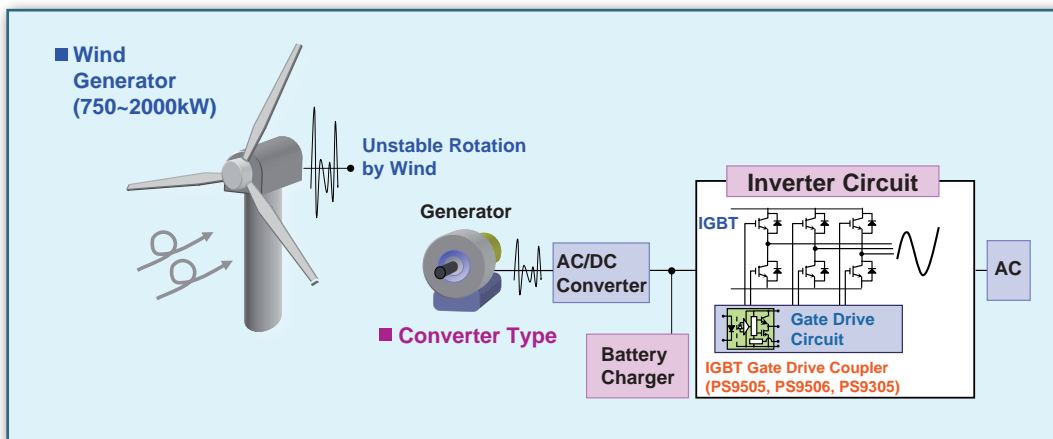 Wind
Generator
(750~2000kW)
Unstable Rotation
by Wind
Generator
AC/DC
Converter
Converter Type
Battery
Charger
Inverter Circuit
IGBT
Gate Drive
Circuit
IGBT Gate Drive Coupler
(PS9505, PS9506, PS9305)
AC